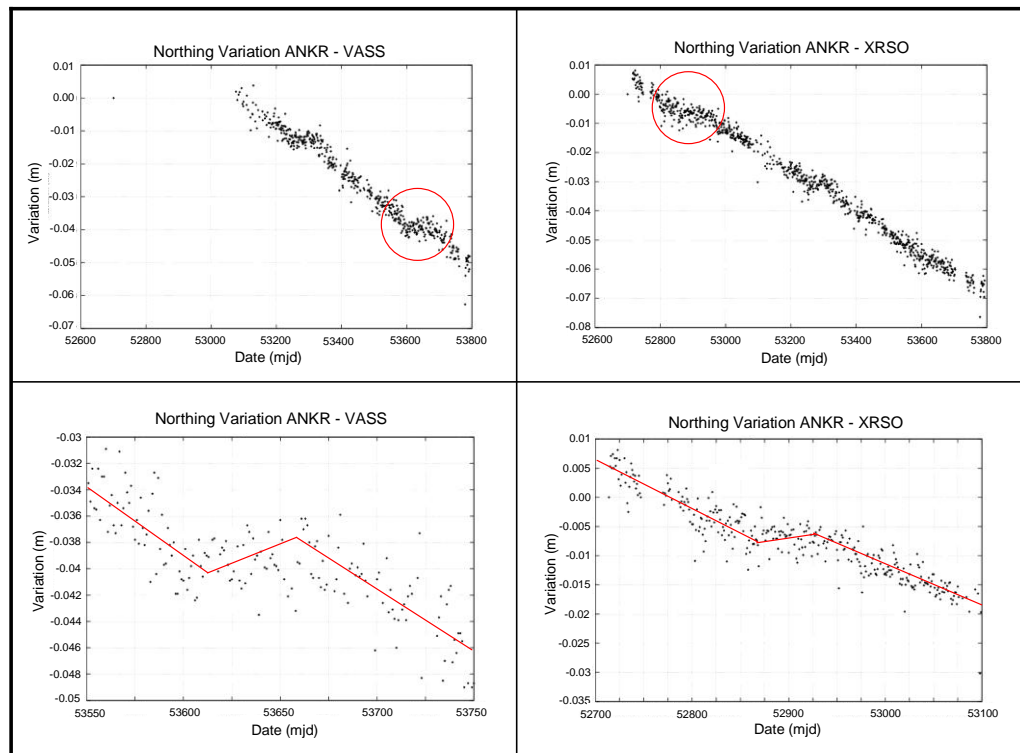 Northing Variation ANKR - VASS
0.01
0.00
-0.01
-0.02
-0.03
-0.04
-0.05
-0.06
-0.07
Variation (m)
52600 52800 53000 53200 53400 53600 53800
Date (mjd)
Northing Variation ANKR - XRSO
0.01
0.00
-0.01
-0.02
-0.03
-0.04
-0.05
-0.06
-0.07
-0.08
Variation (m)
52600 52800 53000 53200 53400 53600 53800
Date (mjd)
Northing Variation ANKR - VASS
-0.03
-0.032
-0.034
-0.036
-0.038
-0.04
-0.042
-0.044
-0.046
-0.048
-0.05
Variation (m)
53550 53600 53650 53700 53750
Date (mjd)
Northing Variation ANKR - XRSO
0.01
0.005
0.00
-0.005
-0.01
-0.015
-0.02
-0.025
-0.03
-0.035
Variation (m)
52700 52800 52900 53000 53100
Date (mjd)